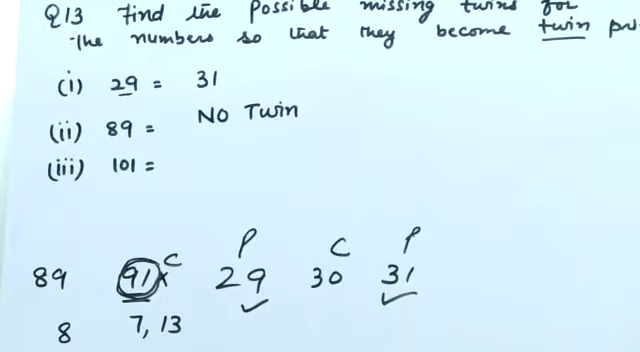 Q13 Find the Possible missing twins for
the numbers so that they become twin
(i) 29 = 31
(ii) 89 = No Twin
(iii) 101 =
P C P
89 91 x C 29 30 31
8 7, 13